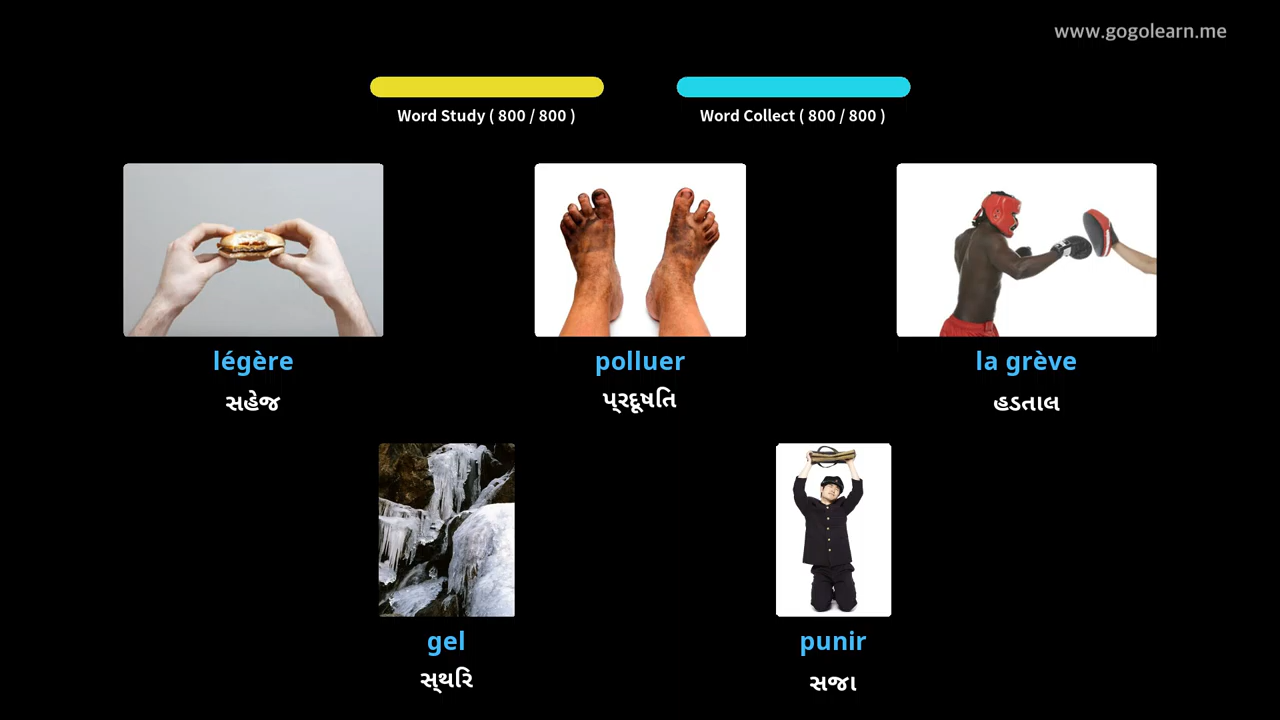 www.gogolearn.me
Word Study ( 800 / 800 )
Word Collect ( 800 / 800 )
légère
polluer
la grève
સહેજ
પ્રદૂષતિ
હડતાલ
gel
punir
સ્થરિ
સજા